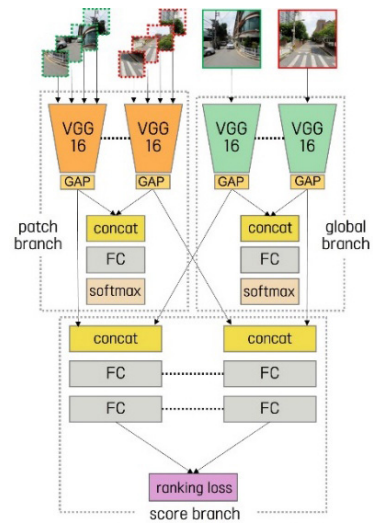 VGG
16
VGG
16
VGG
16
VGG
16
GAP
GAP
GAP
GAP
patch
branch
concat
FC
softmax
concat
FC
softmax
global
branch
concat
concat
FC
FC
FC
FC
ranking loss
score branch